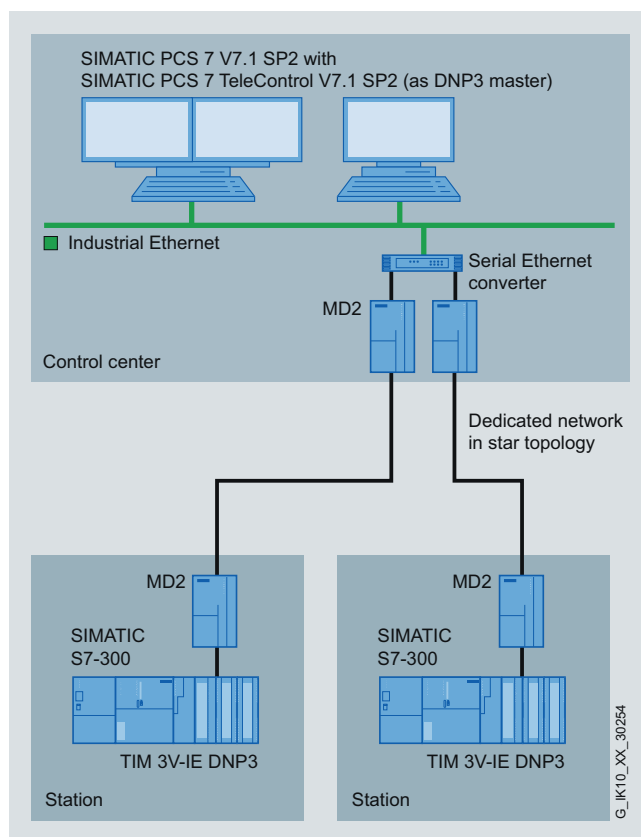 SIMATIC PCS 7 V7.1 SP2 with
SIMATIC PCS 7 TeleControl V7.1 SP2 (as DNP3 master)
Industrial Ethernet
Serial Ethernet
converter
MD2
Control center
Dedicated network
in star topology
MD2
SIMATIC
S7-300
TIM 3V-IE DNP3
Station
MD2
SIMATIC
S7-300
TIM 3V-IE DNP3
Station
G_IK10_XX_30254